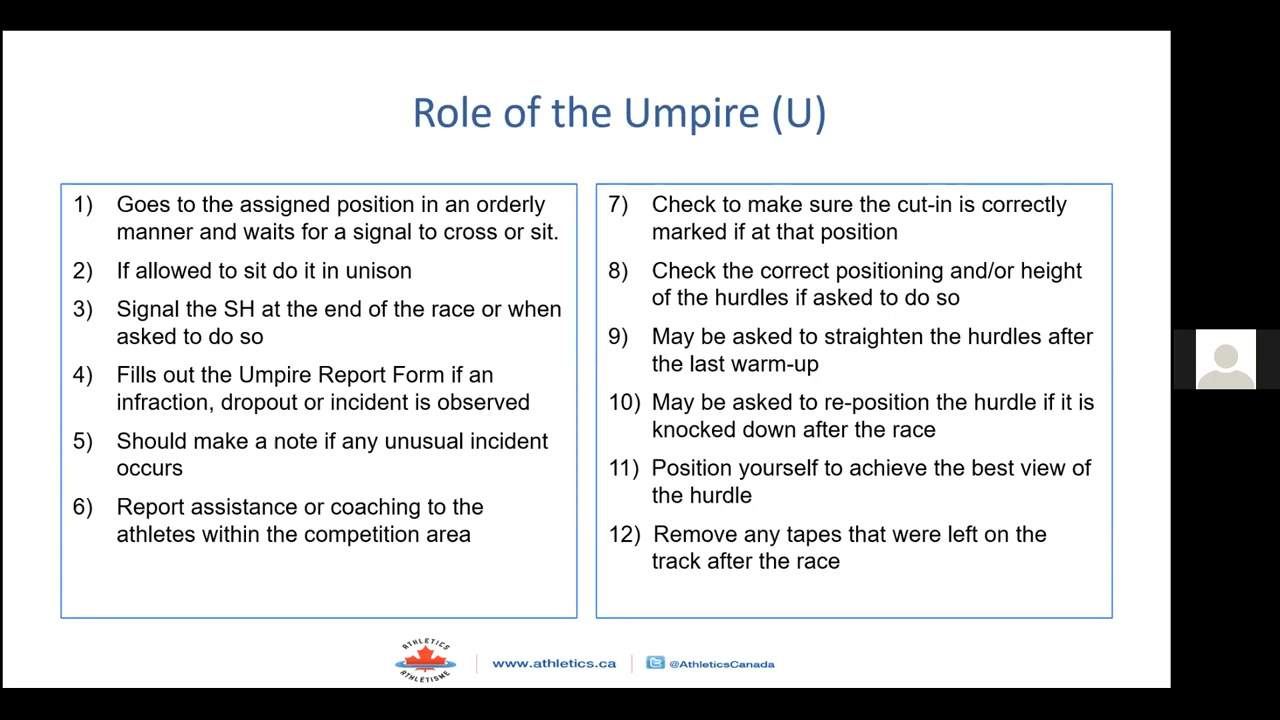 Role of the Umpire (U)
1) Goes to the assigned position in an orderly
manner and waits for a signal to cross or sit.
2) If allowed to sit do it in unison
3) Signal the SH at the end of the race or when
asked to do so
4) Fills out the Umpire Report Form if an
infraction, dropout or incident is observed
5) Should make a note if any unusual incident
occurs
6) Report assistance or coaching to the
athletes within the competition area
7) Check to make sure the cut-in is correctly
marked if at that position
8) Check the correct positioning and/or height
of the hurdles if asked to do so
9) May be asked to straighten the hurdles after
the last warm-up
10) May be asked to re-position the hurdle if it is
knocked down after the race
11) Position yourself to achieve the best view of
the hurdle
12) Remove any tapes that were left on the
track after the race
ATHLETICS
ATHLÉTISME
www.athletics.ca
@AthleticsCanada